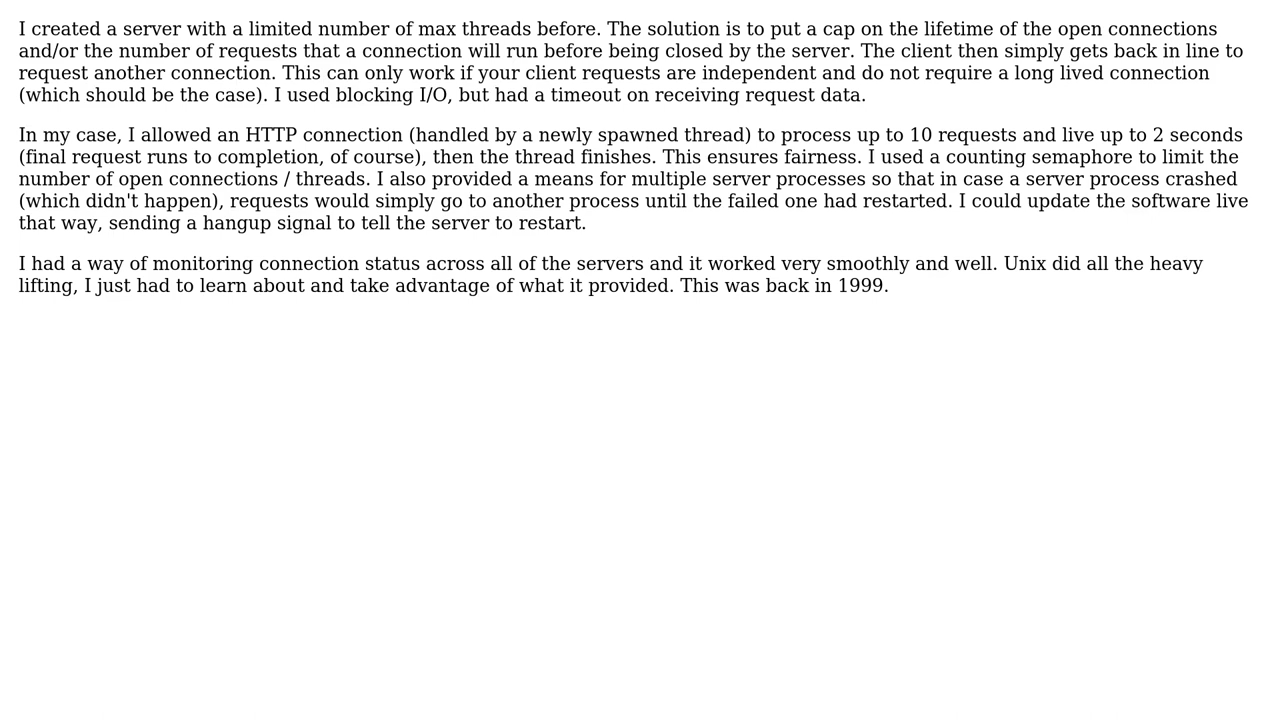 I created a server with a limited number of max threads before. The solution is to put a cap on the lifetime of the open connections
and/or the number of requests that a connection will run before being closed by the server. The client then simply gets back in line to
request another connection. This can only work if your client requests are independent and do not require a long lived connection
(which should be the case). I used blocking I/O, but had a timeout on receiving request data.
In my case, I allowed an HTTP connection (handled by a newly spawned thread) to process up to 10 requests and live up to 2 seconds
(final request runs to completion, of course), then the thread finishes. This ensures fairness. I used a counting semaphore to limit the
number of open connections / threads. I also provided a means for multiple server processes so that in case a server process crashed
(which didn't happen), requests would simply go to another process until the failed one had restarted. I could update the software live
that way, sending a hangup signal to tell the server to restart.
I had a way of monitoring connection status across all of the servers and it worked very smoothly and well. Unix did all the heavy
lifting, I just had to learn about and take advantage of what it provided. This was back in 1999.